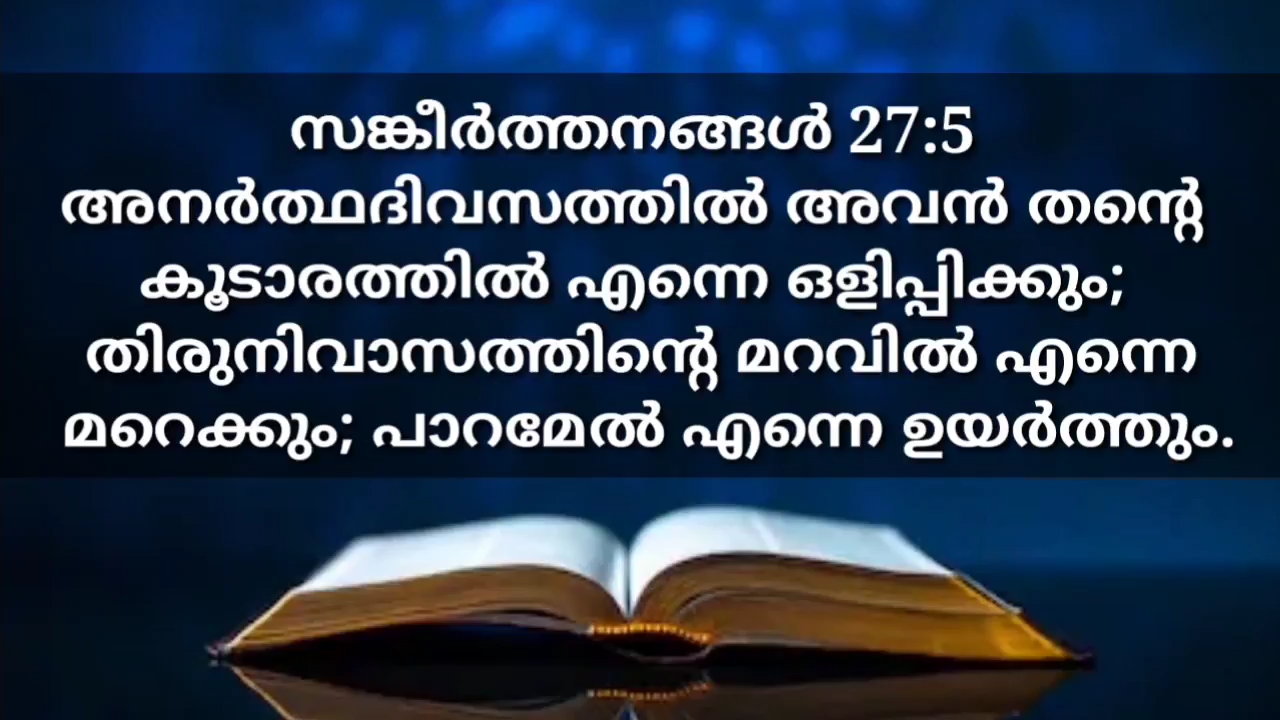 സങ്കീർത്തനങ്ങൾ 27:5
അനർത്ഥദിവസത്തിൽ അവൻ തന്റെ
കൂടാരത്തിൽ എന്നെ ഒളിപ്പിക്കും;
തിരുനിവാസത്തിന്റെ മറവിൽ എന്നെ
മറെക്കും; പാറമേൽ എന്നെ ഉയർത്തും.